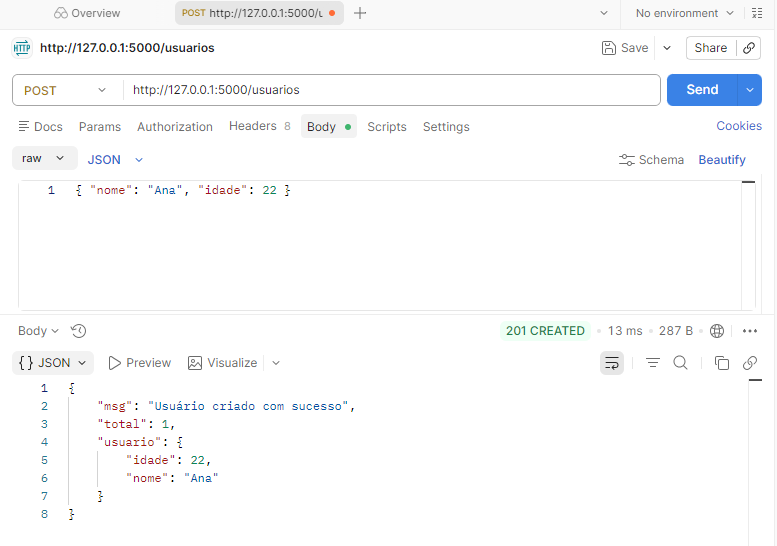 Overview POST http://127.0.0.1:5000/u No environment
HTTP http://127.0.0.1:5000/usuarios Save Share
POST http://127.0.0.1:5000/usuarios Send
Docs Params Authorization Headers 8 Body Scripts Settings Cookies
raw JSON Schema Beautify
1 { "nome": "Ana", "idade": 22 }
Body 201 CREATED • 13 ms • 287 B
{} JSON Preview Visualize
1 {
2 "msg": "Usuário criado com sucesso",
3 "total": 1,
4 "usuario": {
5 "idade": 22,
6 "nome": "Ana"
7 }
8 }